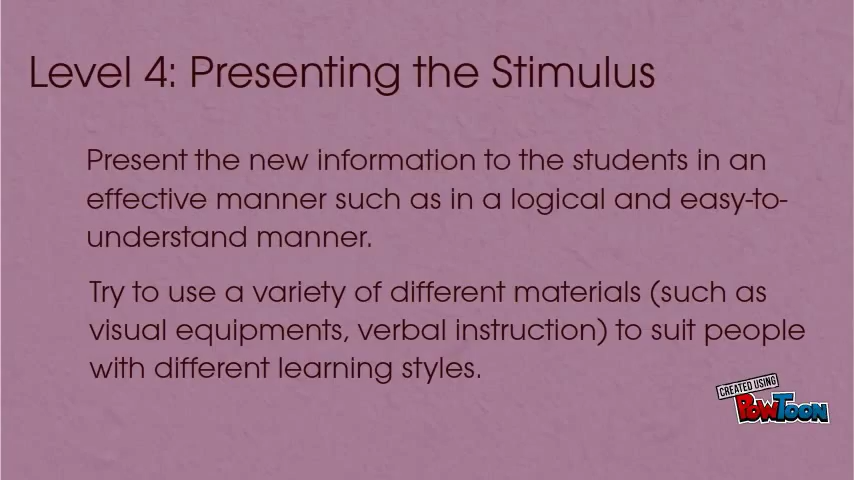 Level 4: Presenting the Stimulus
Present the new information to the students in an
effective manner such as in a logical and easy-to-
understand manner.
Try to use a variety of different materials (such as
visual equipments, verbal instruction) to suit people
with different learning styles.
CREATED USING
POWTOON